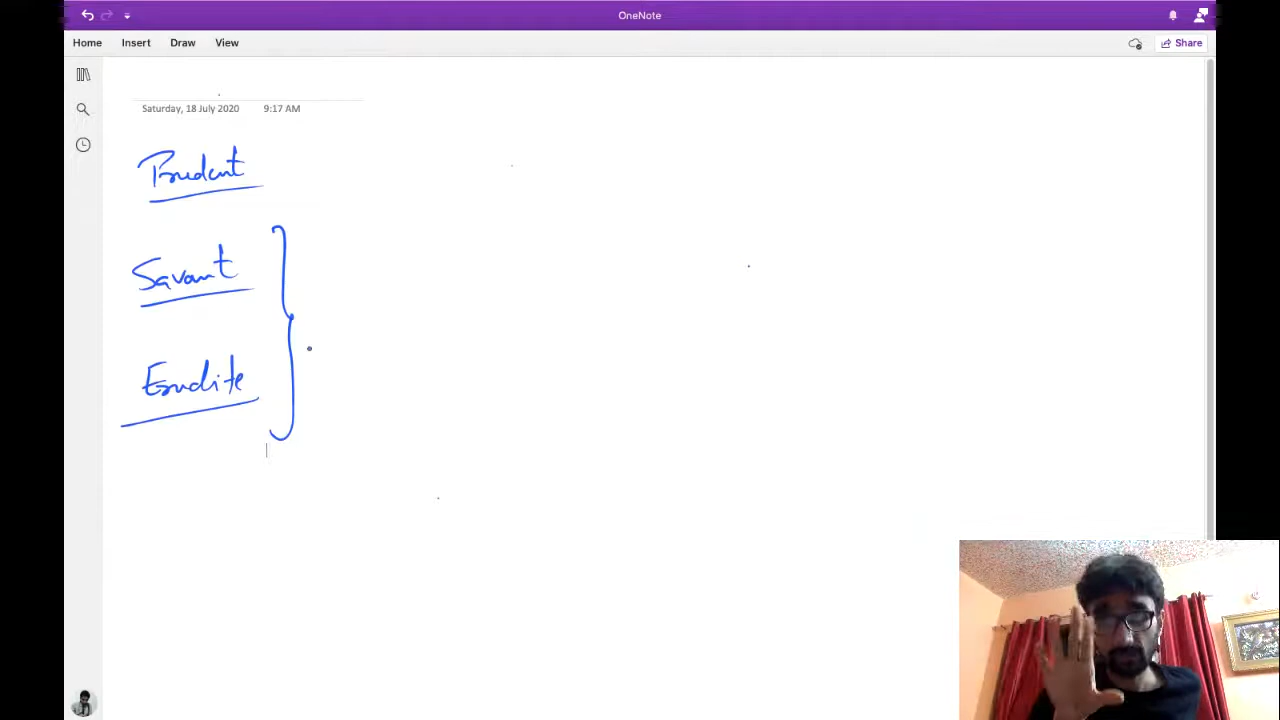 OneNote
Home Insert Draw View Share
Saturday, 18 July 2020 9:17 AM
Prudent
Savant
Erudite